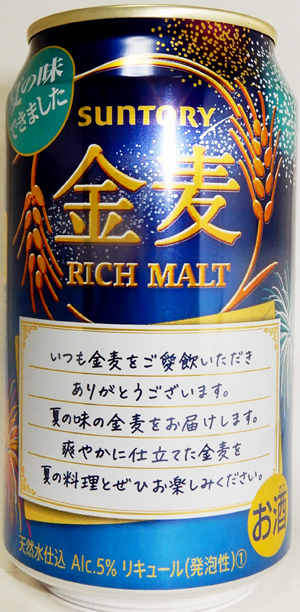 夏の味
できました
SUNTORY
金麦
RICH MALT
いつも金麦をご愛飲いただき
ありがとうございます。
夏の味の金麦をお届けします。
爽やかに仕立てた金麦を
夏の料理とぜひお楽しみください。
お酒
天然水仕込 Alc.5% リキュール(発泡性)①